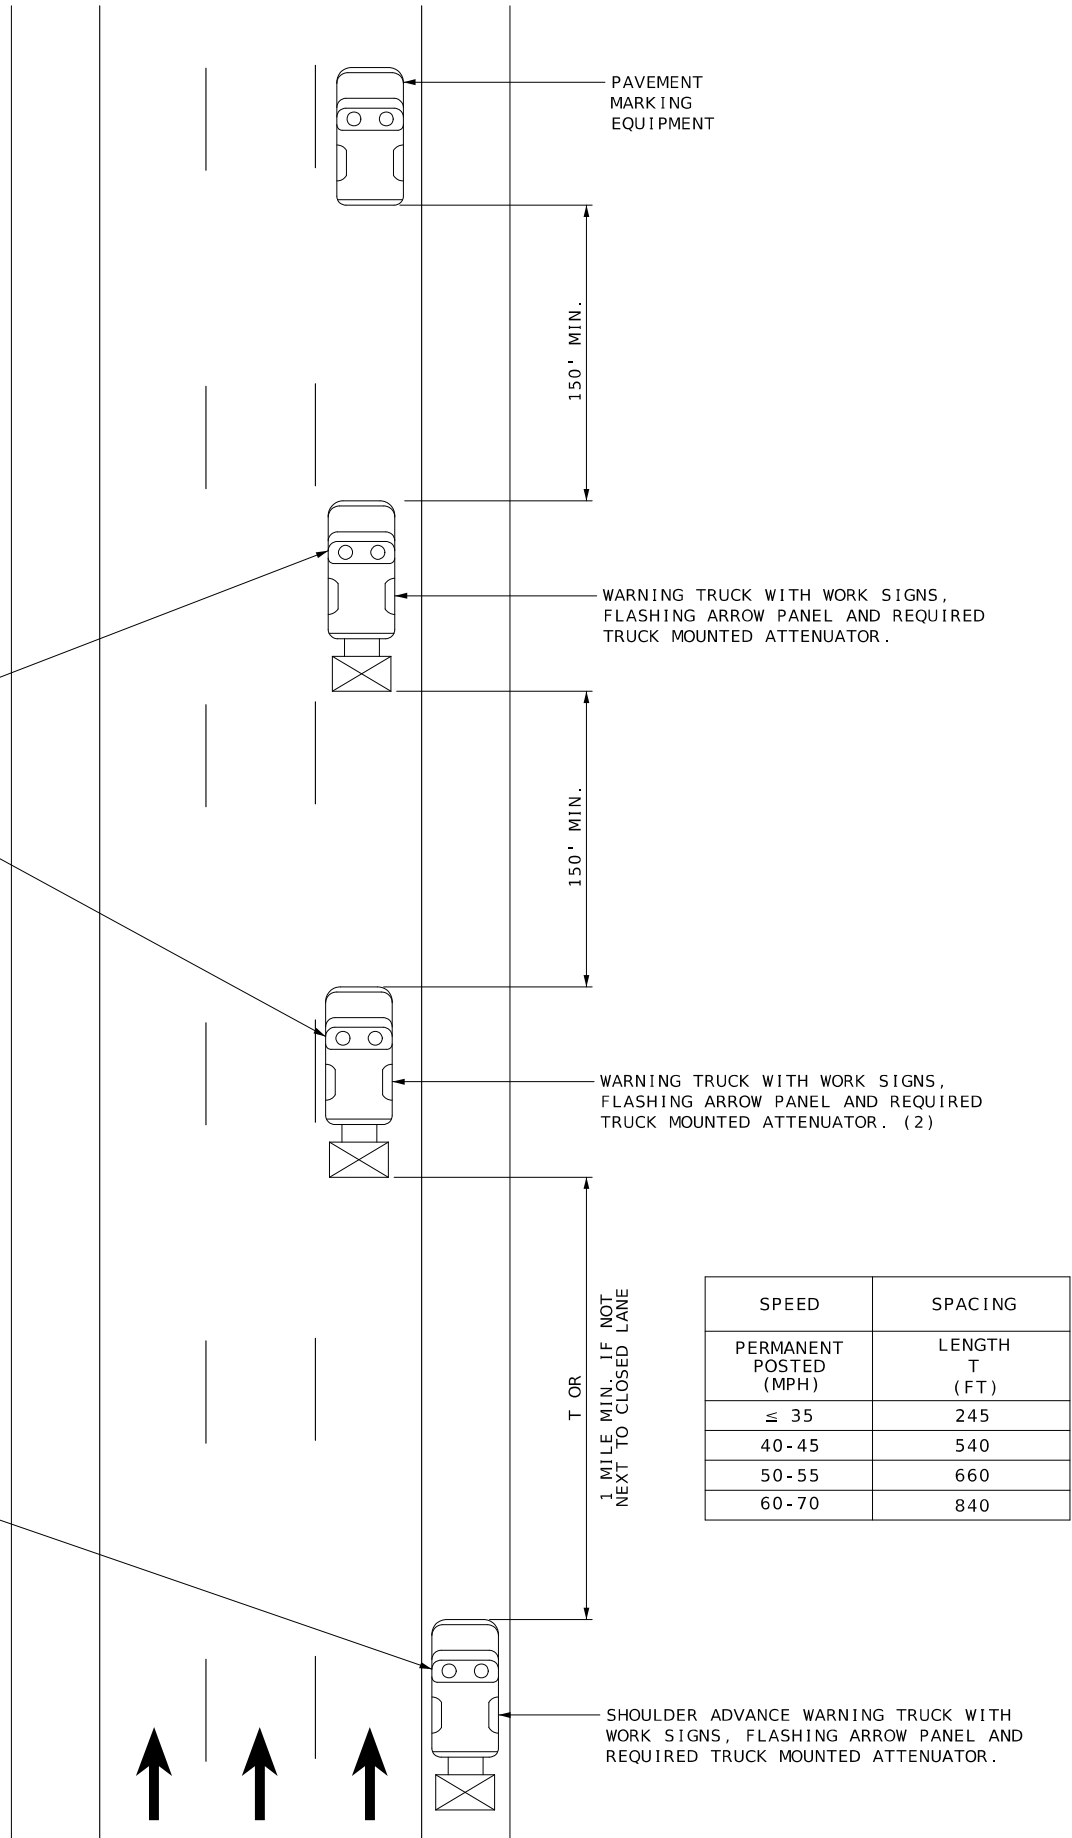 PAVEMENT
MARKING
EQUIPMENT
150' MIN.
WARNING TRUCK WITH WORK SIGNS,
FLASHING ARROW PANEL AND REQUIRED
TRUCK MOUNTED ATTENUATOR.
150' MIN.
WARNING TRUCK WITH WORK SIGNS,
FLASHING ARROW PANEL AND REQUIRED
TRUCK MOUNTED ATTENUATOR. (2)
T OR
1 MILE MIN. IF NOT
NEXT TO CLOSED LANE
SPEED SPACING
PERMANENT LENGTH
POSTED T
(MPH) (FT)
≤ 35 245
40-45 540
50-55 660
60-70 840
SHOULDER ADVANCE WARNING TRUCK WITH
WORK SIGNS, FLASHING ARROW PANEL AND
REQUIRED TRUCK MOUNTED ATTENUATOR.